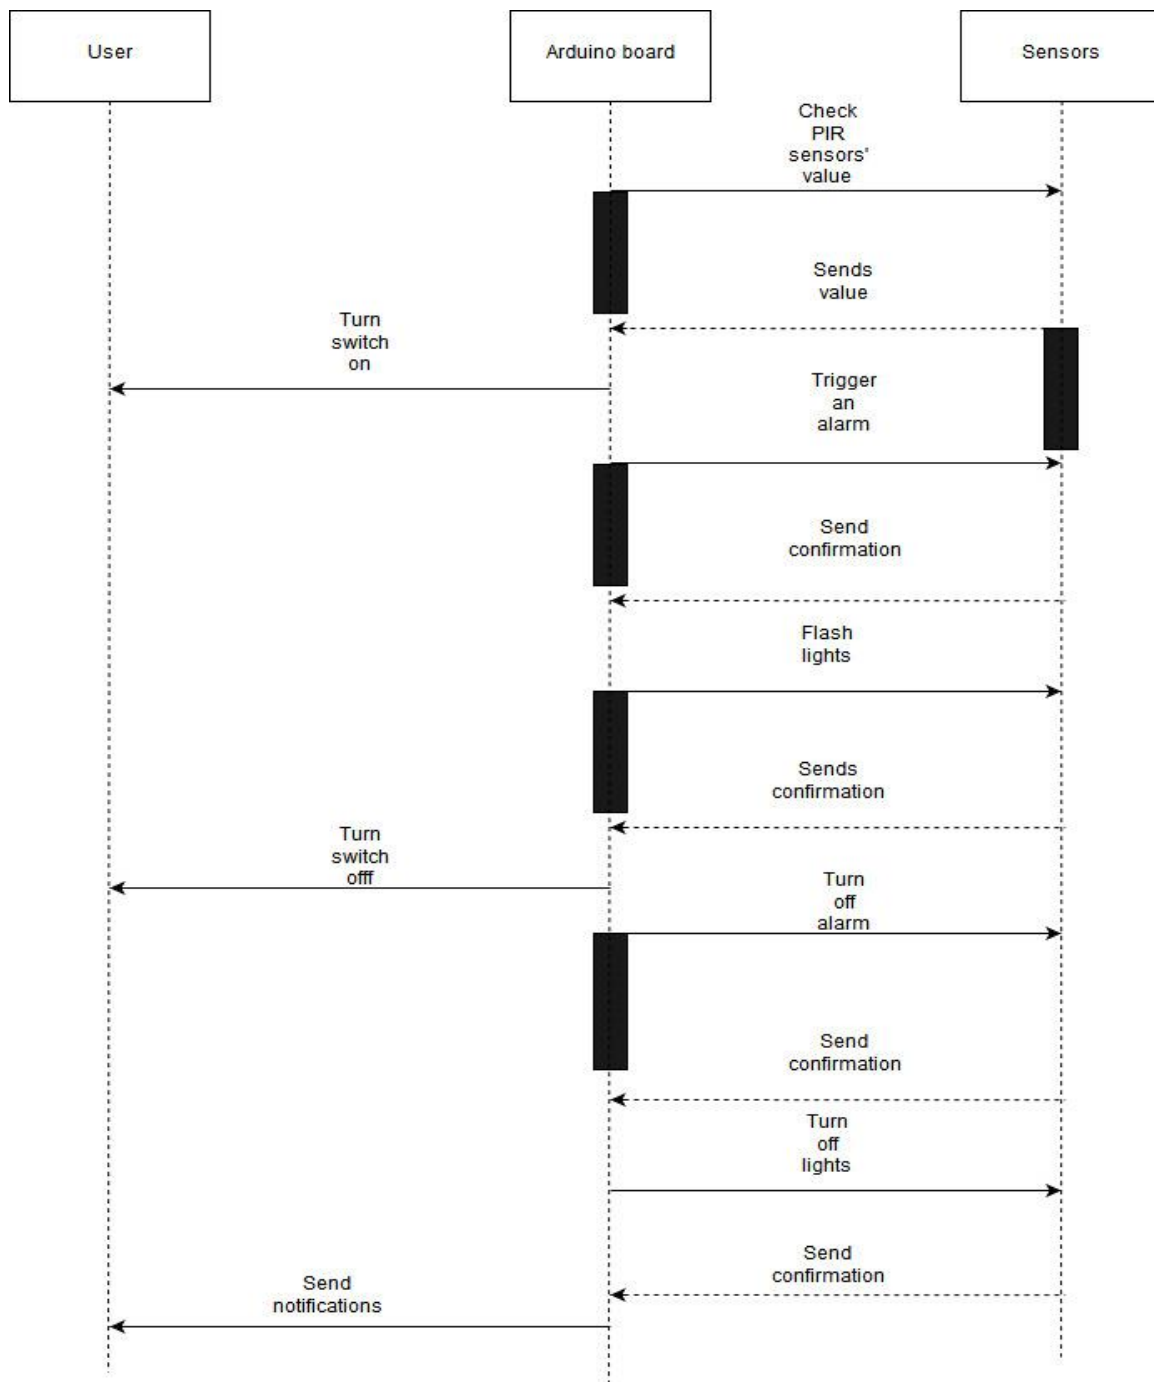 User
Arduino board
Sensors
Check
PIR
sensors'
value
Sends
value
Turn
switch
on
Trigger
an
alarm
Send
confirmation
Flash
lights
Sends
confirmation
Turn
switch
offf
Turn
off
alarm
Send
confirmation
Turn
off
lights
Send
confirmation
Send
notifications